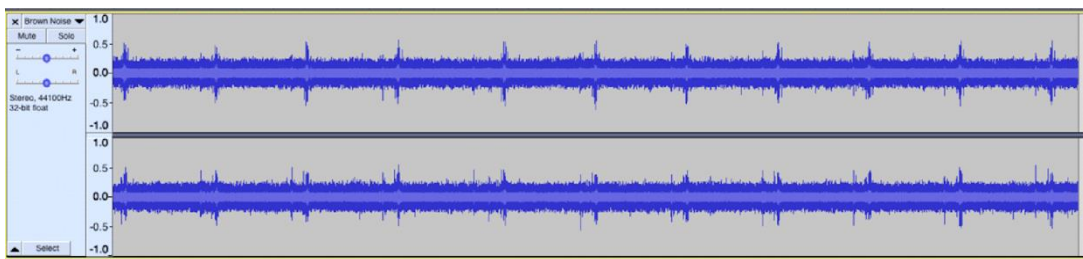 × Brown Noise ▼
Mute Solo
- +
L R
Stereo, 44100Hz
32-bit float
▲ Select
1.0
0.5-
0.0-
-0.5-
-1.0
1.0
0.5-
0.0-
-0.5-
-1.0